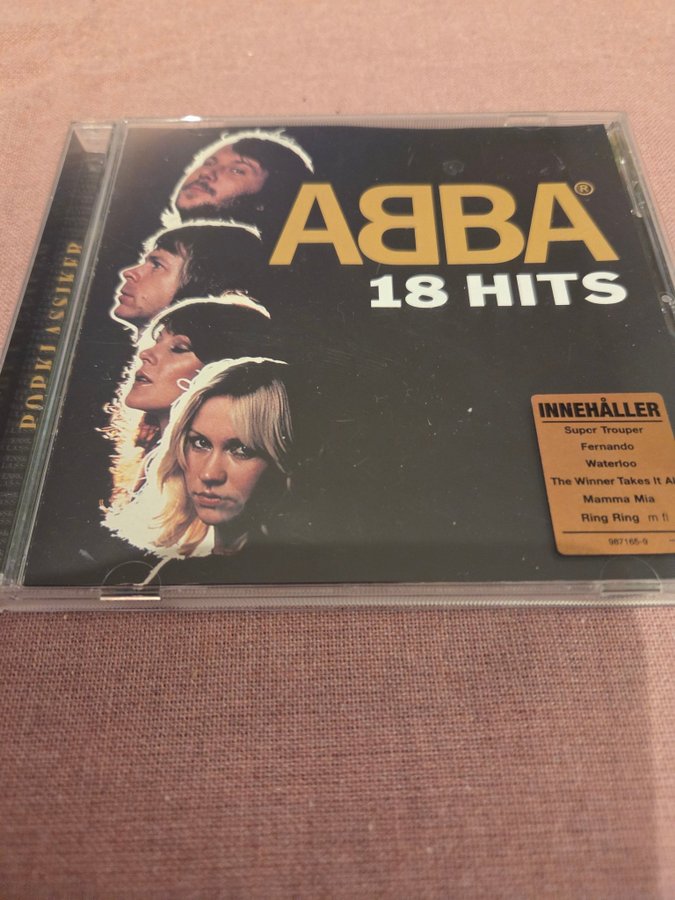 POPKLASSIKER
ABBA®
18 HITS
INNEHÅLLER
Super Trouper
Fernando
Waterloo
The Winner Takes It Al
Mamma Mia
Ring Ring m fl
987165-9